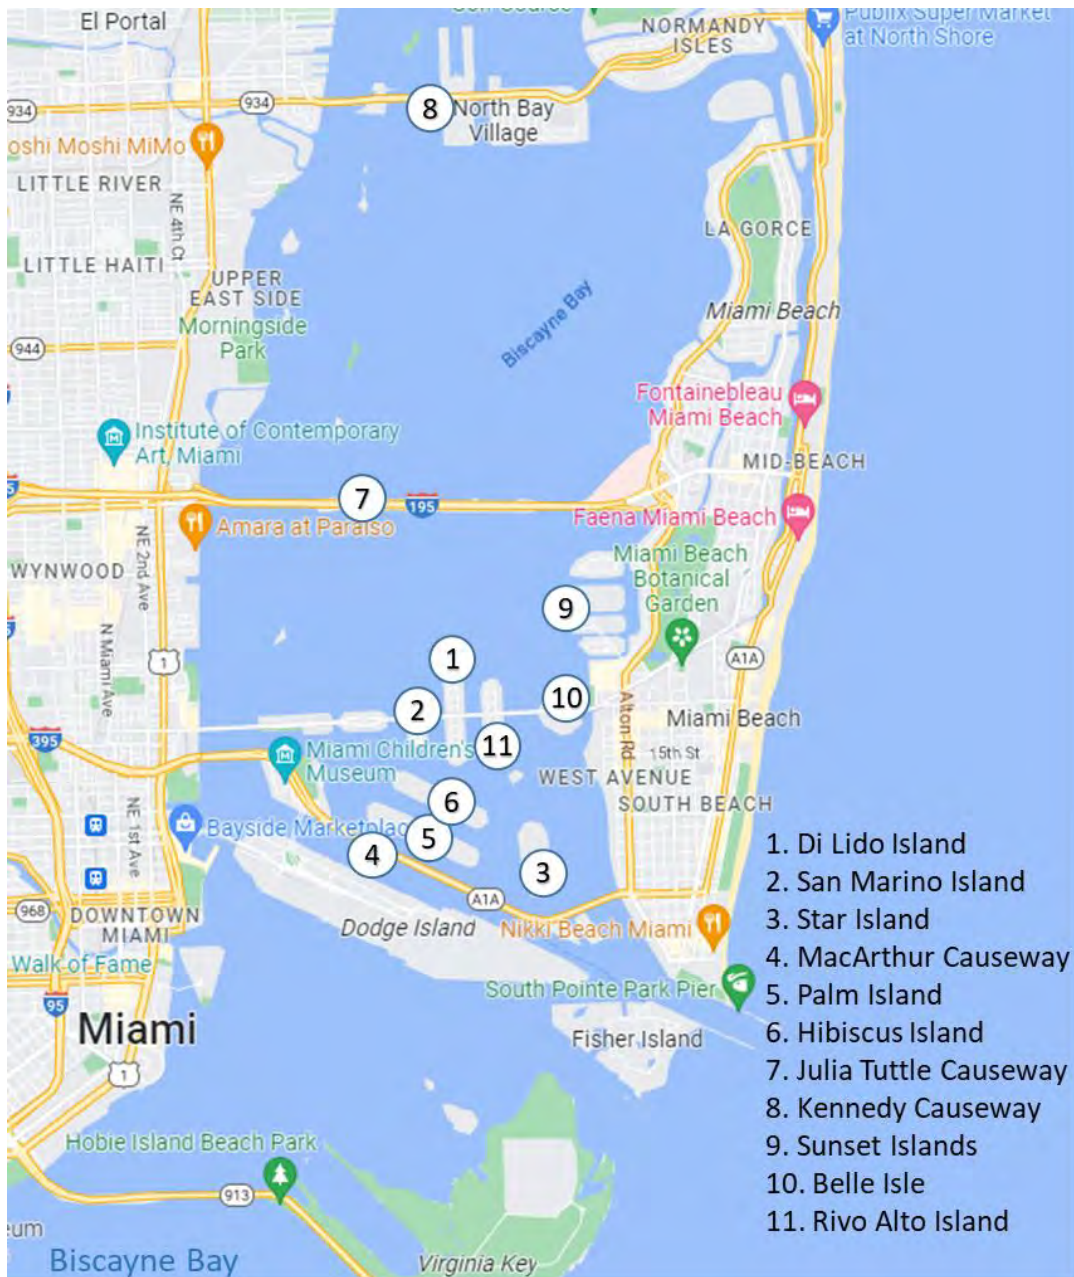 El Portal
NORMANDY
ISLES
Publix Super Market
at North Shore
934
934
8
North Bay
Village
oshi Moshi MiMo
LITTLE RIVER
NE 4th Ct
LA GORCE
LITTLE HAITI
UPPER
EAST SIDE
Morningside
Park
Biscayne Bay
Miami Beach
944
Fontainebleau
Miami Beach
Institute of Contemporary
Art, Miami
MID-BEACH
7
195
Faena Miami Beach
Amara at Paraiso
NE 2nd Ave
WYNWOOD
Miami Beach
Botanical
Garden
9
N Miami Ave
1
A1A
1
10
2
Alton Rd
Miami Beach
395
11
Miami Children's
Museum
15th St
WEST AVENUE
SOUTH BEACH
6
NE 1st Ave
Bayside Marketplac
5
4
3
A1A
968
DOWNTOWN
MIAMI
Dodge Island
Nikki Beach Miami
Walk of Fame
95
South Pointe Park Pier
Miami
Fisher Island
1
Hobie Island Beach Park
913
eum
Biscayne Bay
Virginia Key
1. Di Lido Island
2. San Marino Island
3. Star Island
4. MacArthur Causeway
5. Palm Island
6. Hibiscus Island
7. Julia Tuttle Causeway
8. Kennedy Causeway
9. Sunset Islands
10. Belle Isle
11. Rivo Alto Island